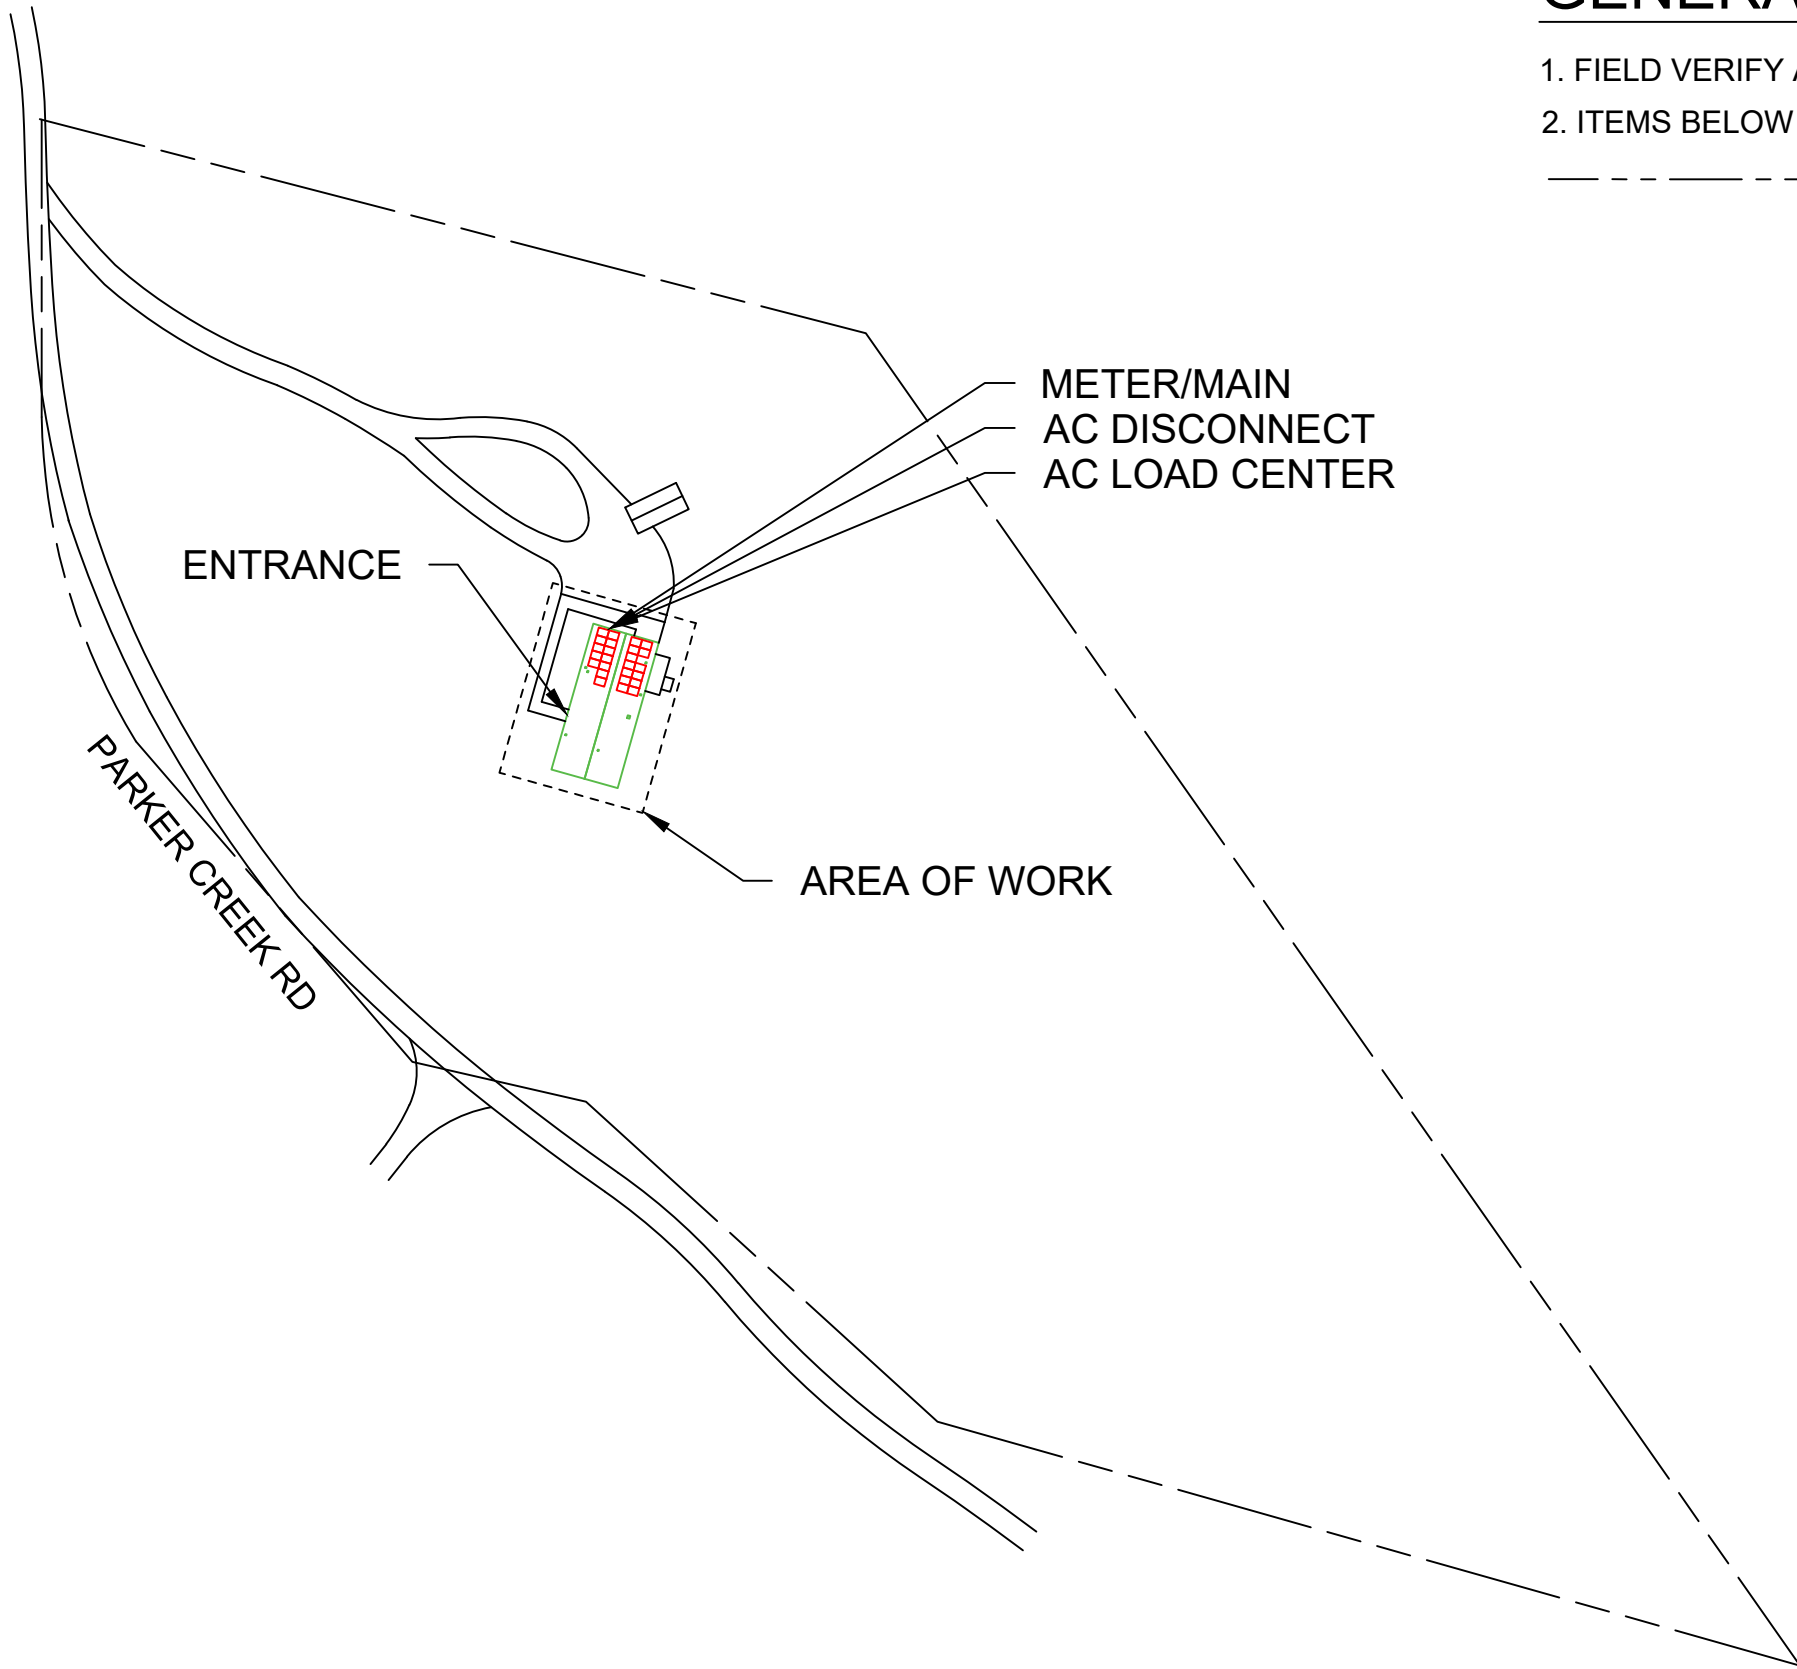 1. FIELD VERIFY
2. ITEMS BELOW
METER/MAIN
AC DISCONNECT
AC LOAD CENTER
ENTRANCE
AREA OF WORK
PARKER CREEK RD